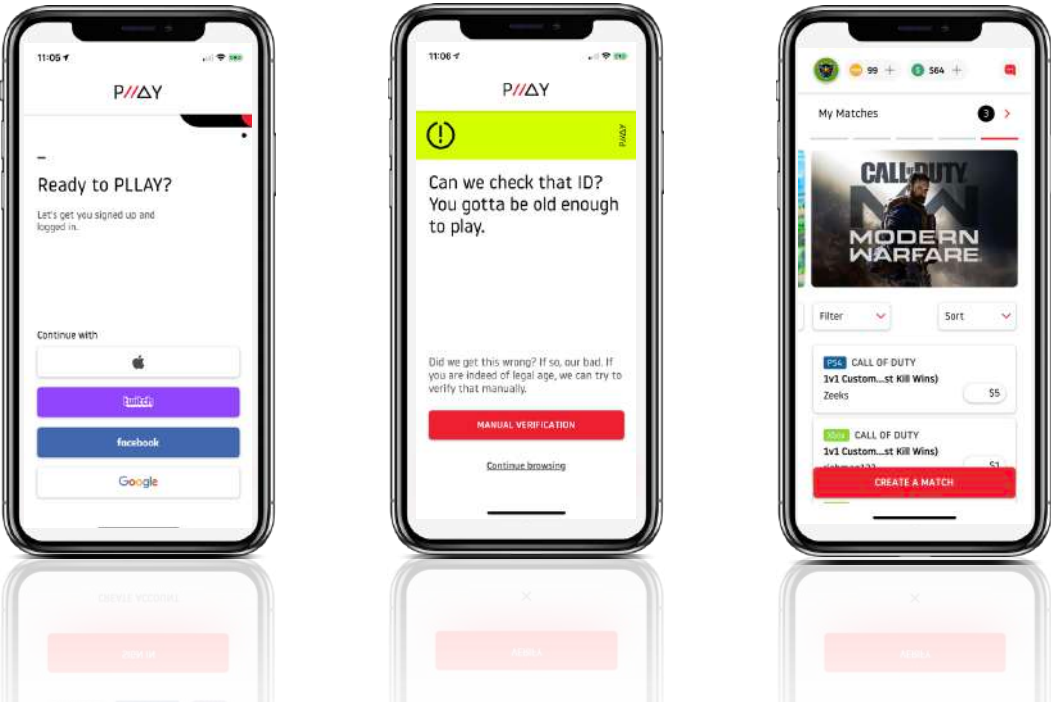 11:05
PLLAY
Ready to PLLAY?
Let's get you signed up and
logged in.
Continue with
twitch
facebook
Google
11:06
PLLAY
PLLAY
Can we check that ID?
You gotta be old enough
to play.
Did we get this wrong? If so, our bad. If
you are indeed of legal age, we can try to
verify that manually.
MANUAL VERIFICATION
Continue browsing
99 +
$ 564 +
My Matches
3 >
CALL OF DUTY
MODERN
WARFARE
Filter
Sort
PS4 CALL OF DUTY
1v1 Custom...st Kill Wins)
Zeeks
$5
Xbox CALL OF DUTY
1v1 Custom...st Kill Wins)
$1
CREATE A MATCH